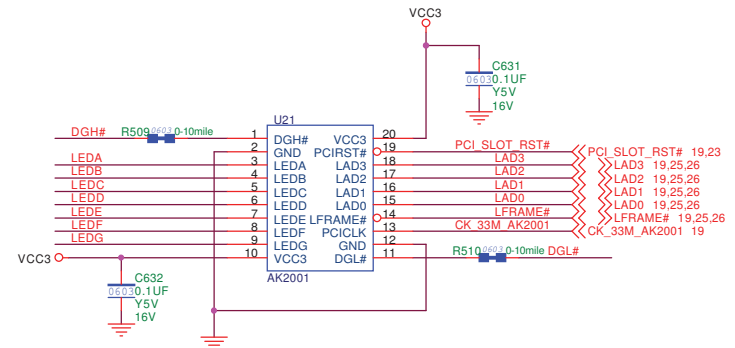 VCC3
C631
0603 0.1UF
Y5V
16V
U21
DGH# R509 0603 0-10mile 1 DGH# VCC3 20
2 GND PCIRST# 19 PCI_SLOT_RST# PCI_SLOT_RST# 19,23
LEDA 3 LEDA LAD3 18 LAD3 LAD3 19,25,26
LEDB 4 LEDB LAD2 17 LAD2 LAD2 19,25,26
LEDC 5 LEDC LAD1 16 LAD1 LAD1 19,25,26
LEDD 6 LEDD LAD0 15 LAD0 LAD0 19,25,26
LEDE 7 LEDE LFRAME# 14 LFRAME# LFRAME# 19,25,26
LEDF 8 LEDF PCICLK 13 CK_33M_AK2001 CK_33M_AK2001 19
LEDG 9 LEDG GND 12
VCC3 10 VCC3 DGL# 11 R510 0603 0-10mile DGL#
AK2001
C632
0603 0.1UF
Y5V
16V